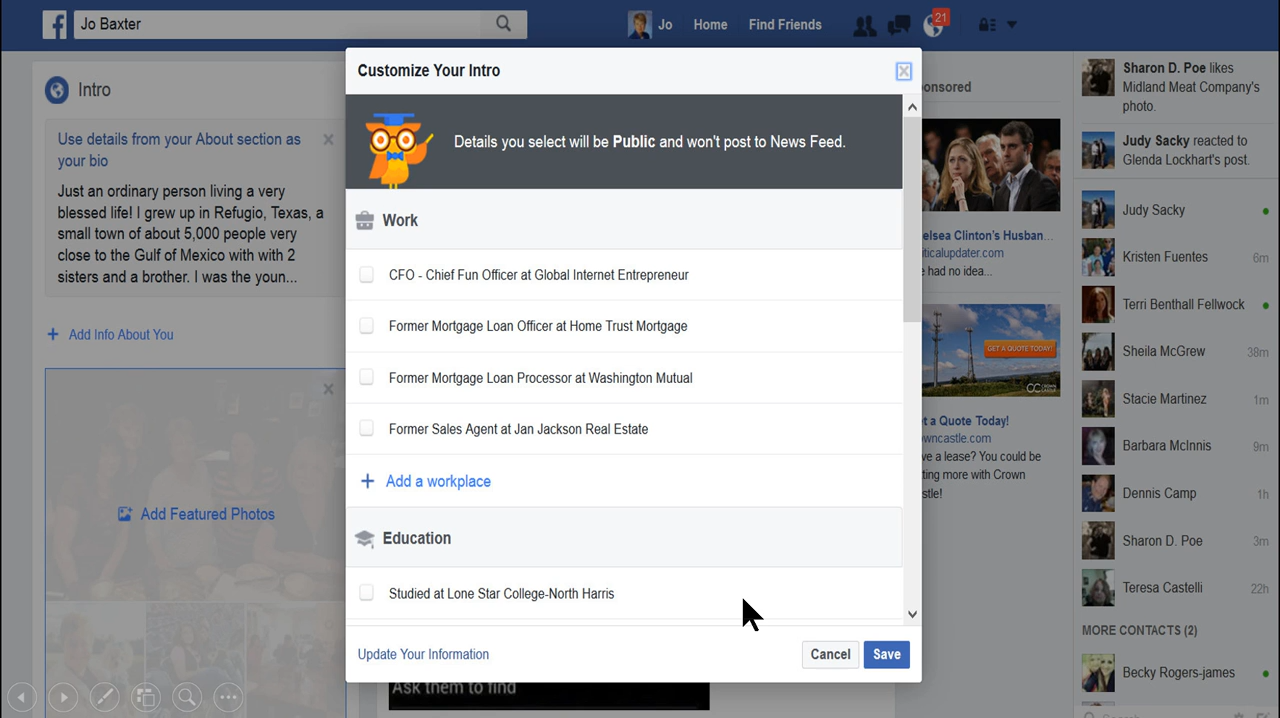 Jo Baxter
Jo Home Find Friends
21
Intro
Use details from your About section as
your bio
Just an ordinary person living a very
blessed life! I grew up in Refugio, Texas, a
small town of about 5,000 people very
close to the Gulf of Mexico with with 2
sisters and a brother. I was the youn...
+ Add Info About You
Add Featured Photos
Customize Your Intro
Details you select will be Public and won't post to News Feed.
Work
CFO - Chief Fun Officer at Global Internet Entrepreneur
Former Mortgage Loan Officer at Home Trust Mortgage
Former Mortgage Loan Processor at Washington Mutual
Former Sales Agent at Jan Jackson Real Estate
+ Add a workplace
Education
Studied at Lone Star College-North Harris
Update Your Information
Cancel Save
Ask them to find
onsored
elsea Clinton's Husban...
iticalupdater.com
e had no idea...
GET A QUOTE TODAY!
CC CROWN CASTLE
t a Quote Today!
owncastle.com
ve a lease? You could be
tting more with Crown
stle!
Sharon D. Poe likes
Midland Meat Company's
photo.
Judy Sacky reacted to
Glenda Lockhart's post.
Judy Sacky
Kristen Fuentes 6m
Terri Benthall Fellwock
Sheila McGrew 38m
Stacie Martinez 1m
Barbara McInnis 9m
Dennis Camp 1h
Sharon D. Poe 3m
Teresa Castelli 22h
MORE CONTACTS (2)
Becky Rogers-james
Search